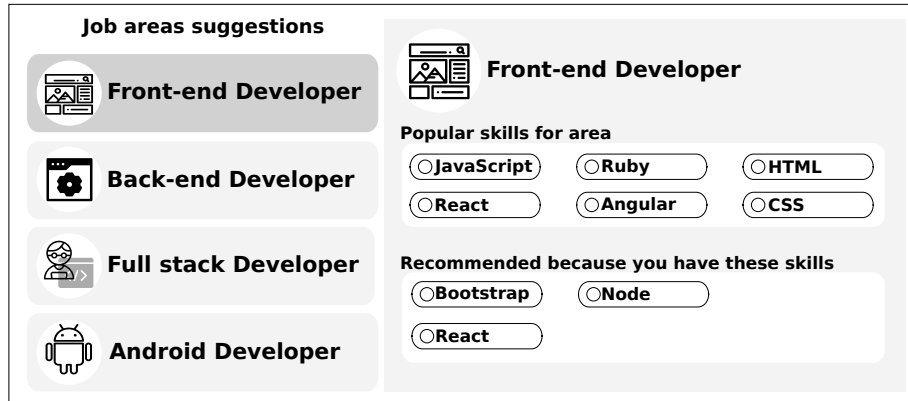 Job areas suggestions
Front-end Developer
Back-end Developer
</>
Full stack Developer
Android Developer
Front-end Developer
Popular skills for area
JavaScript Ruby HTML
React Angular CSS
Recommended because you have these skills
Bootstrap Node
React